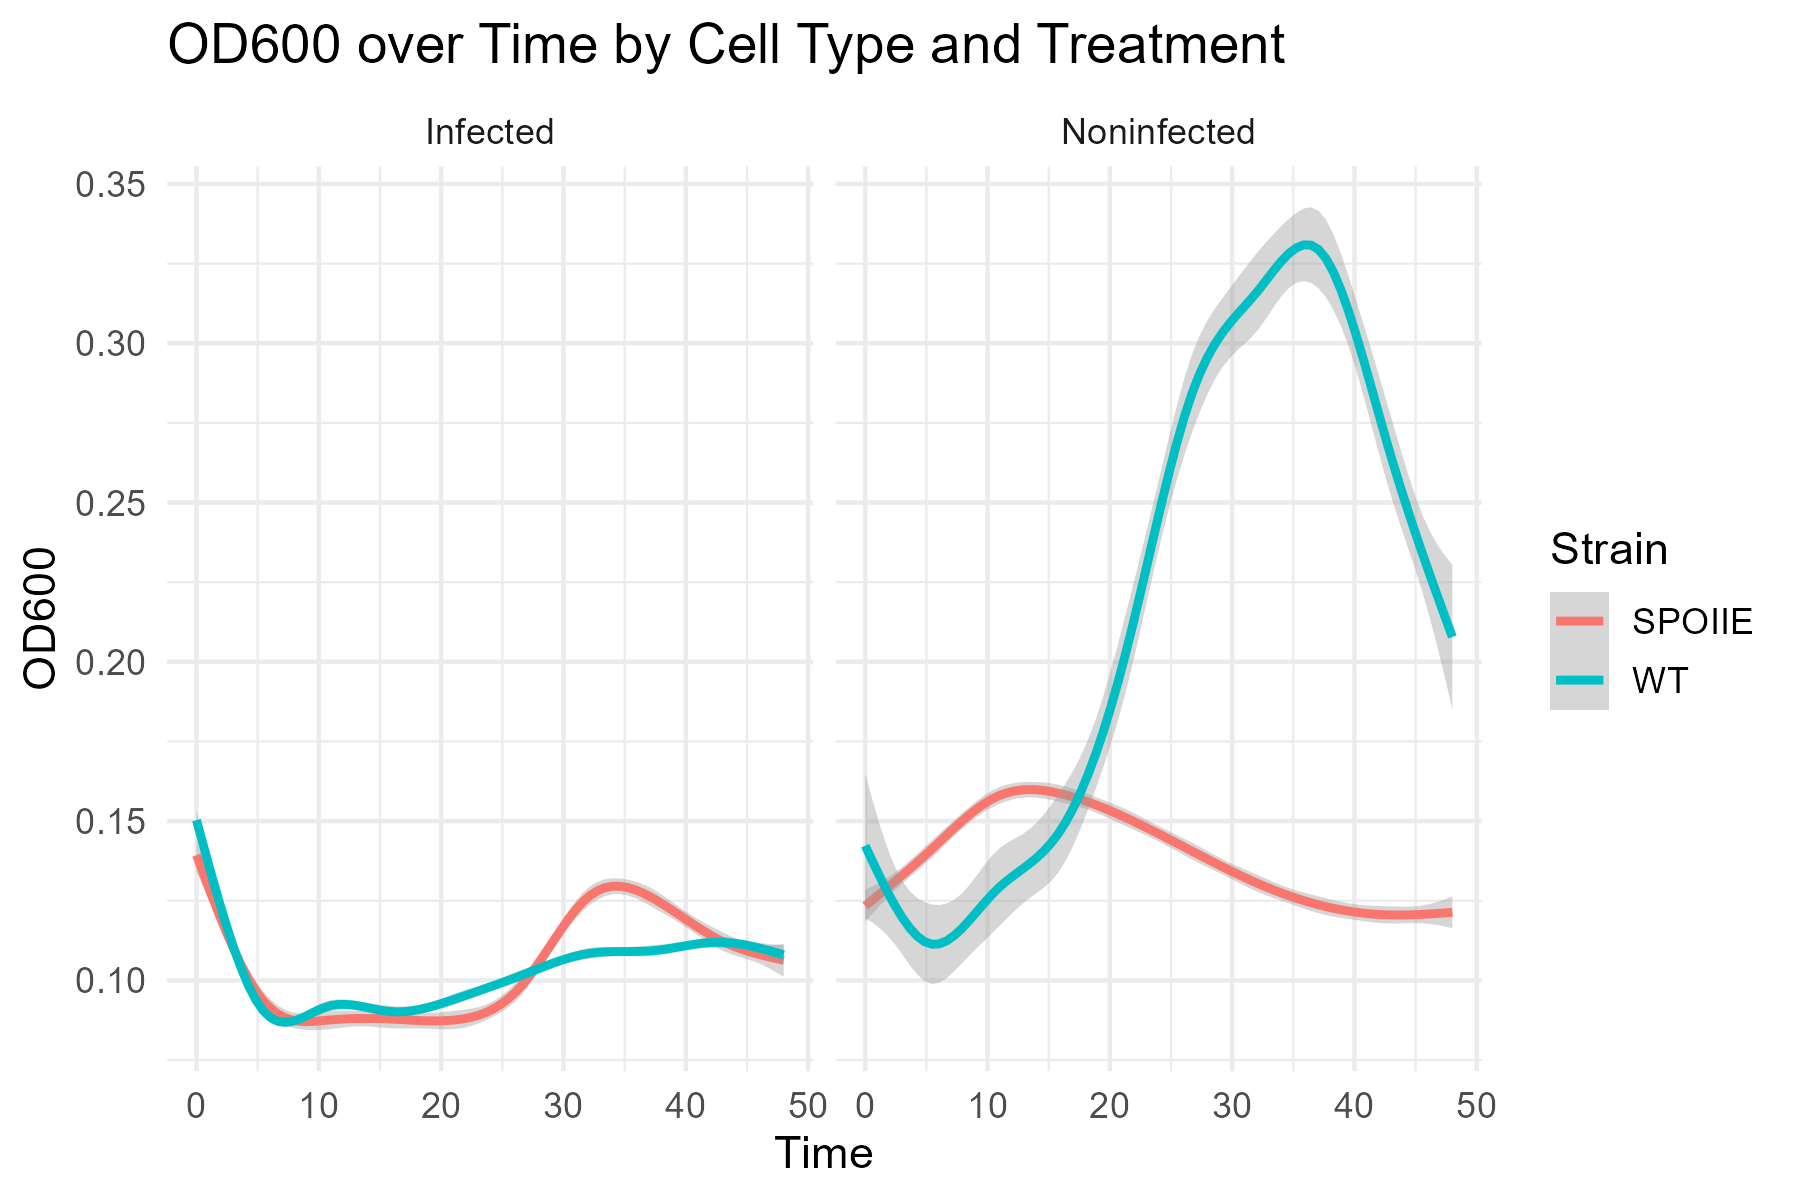 OD600 over Time by Cell Type and Treatment
Infected
Noninfected
0.35
0.30
0.25
0.20
0.15
0.10
OD600
0 10 20 30 40 50
0 10 20 30 40 50
Time
Strain
SPOIIE
WT